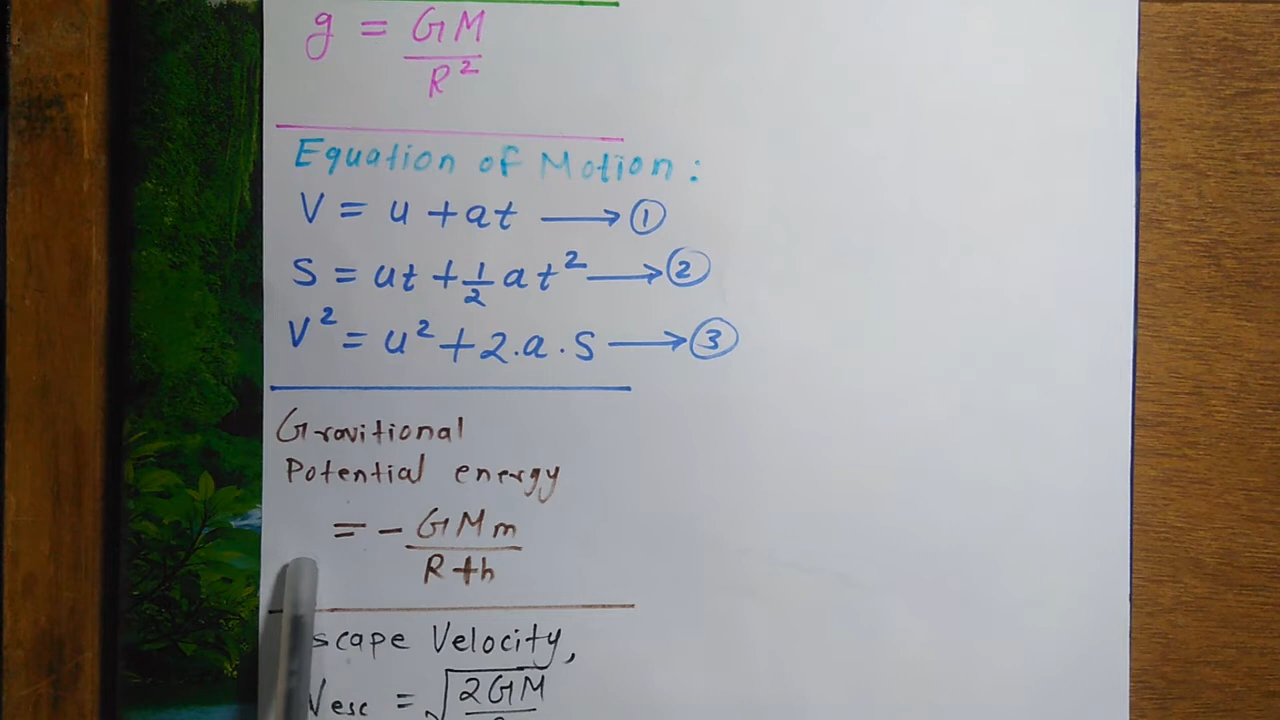 g = GM/R²
Equation of Motion:
V = u + at → ①
S = ut + 1/2 at² → ②
V² = u² + 2.a.S → ③
Gravitional
Potential energy
= - GMm/R+h
scape Velocity,
Vesc = √2GM